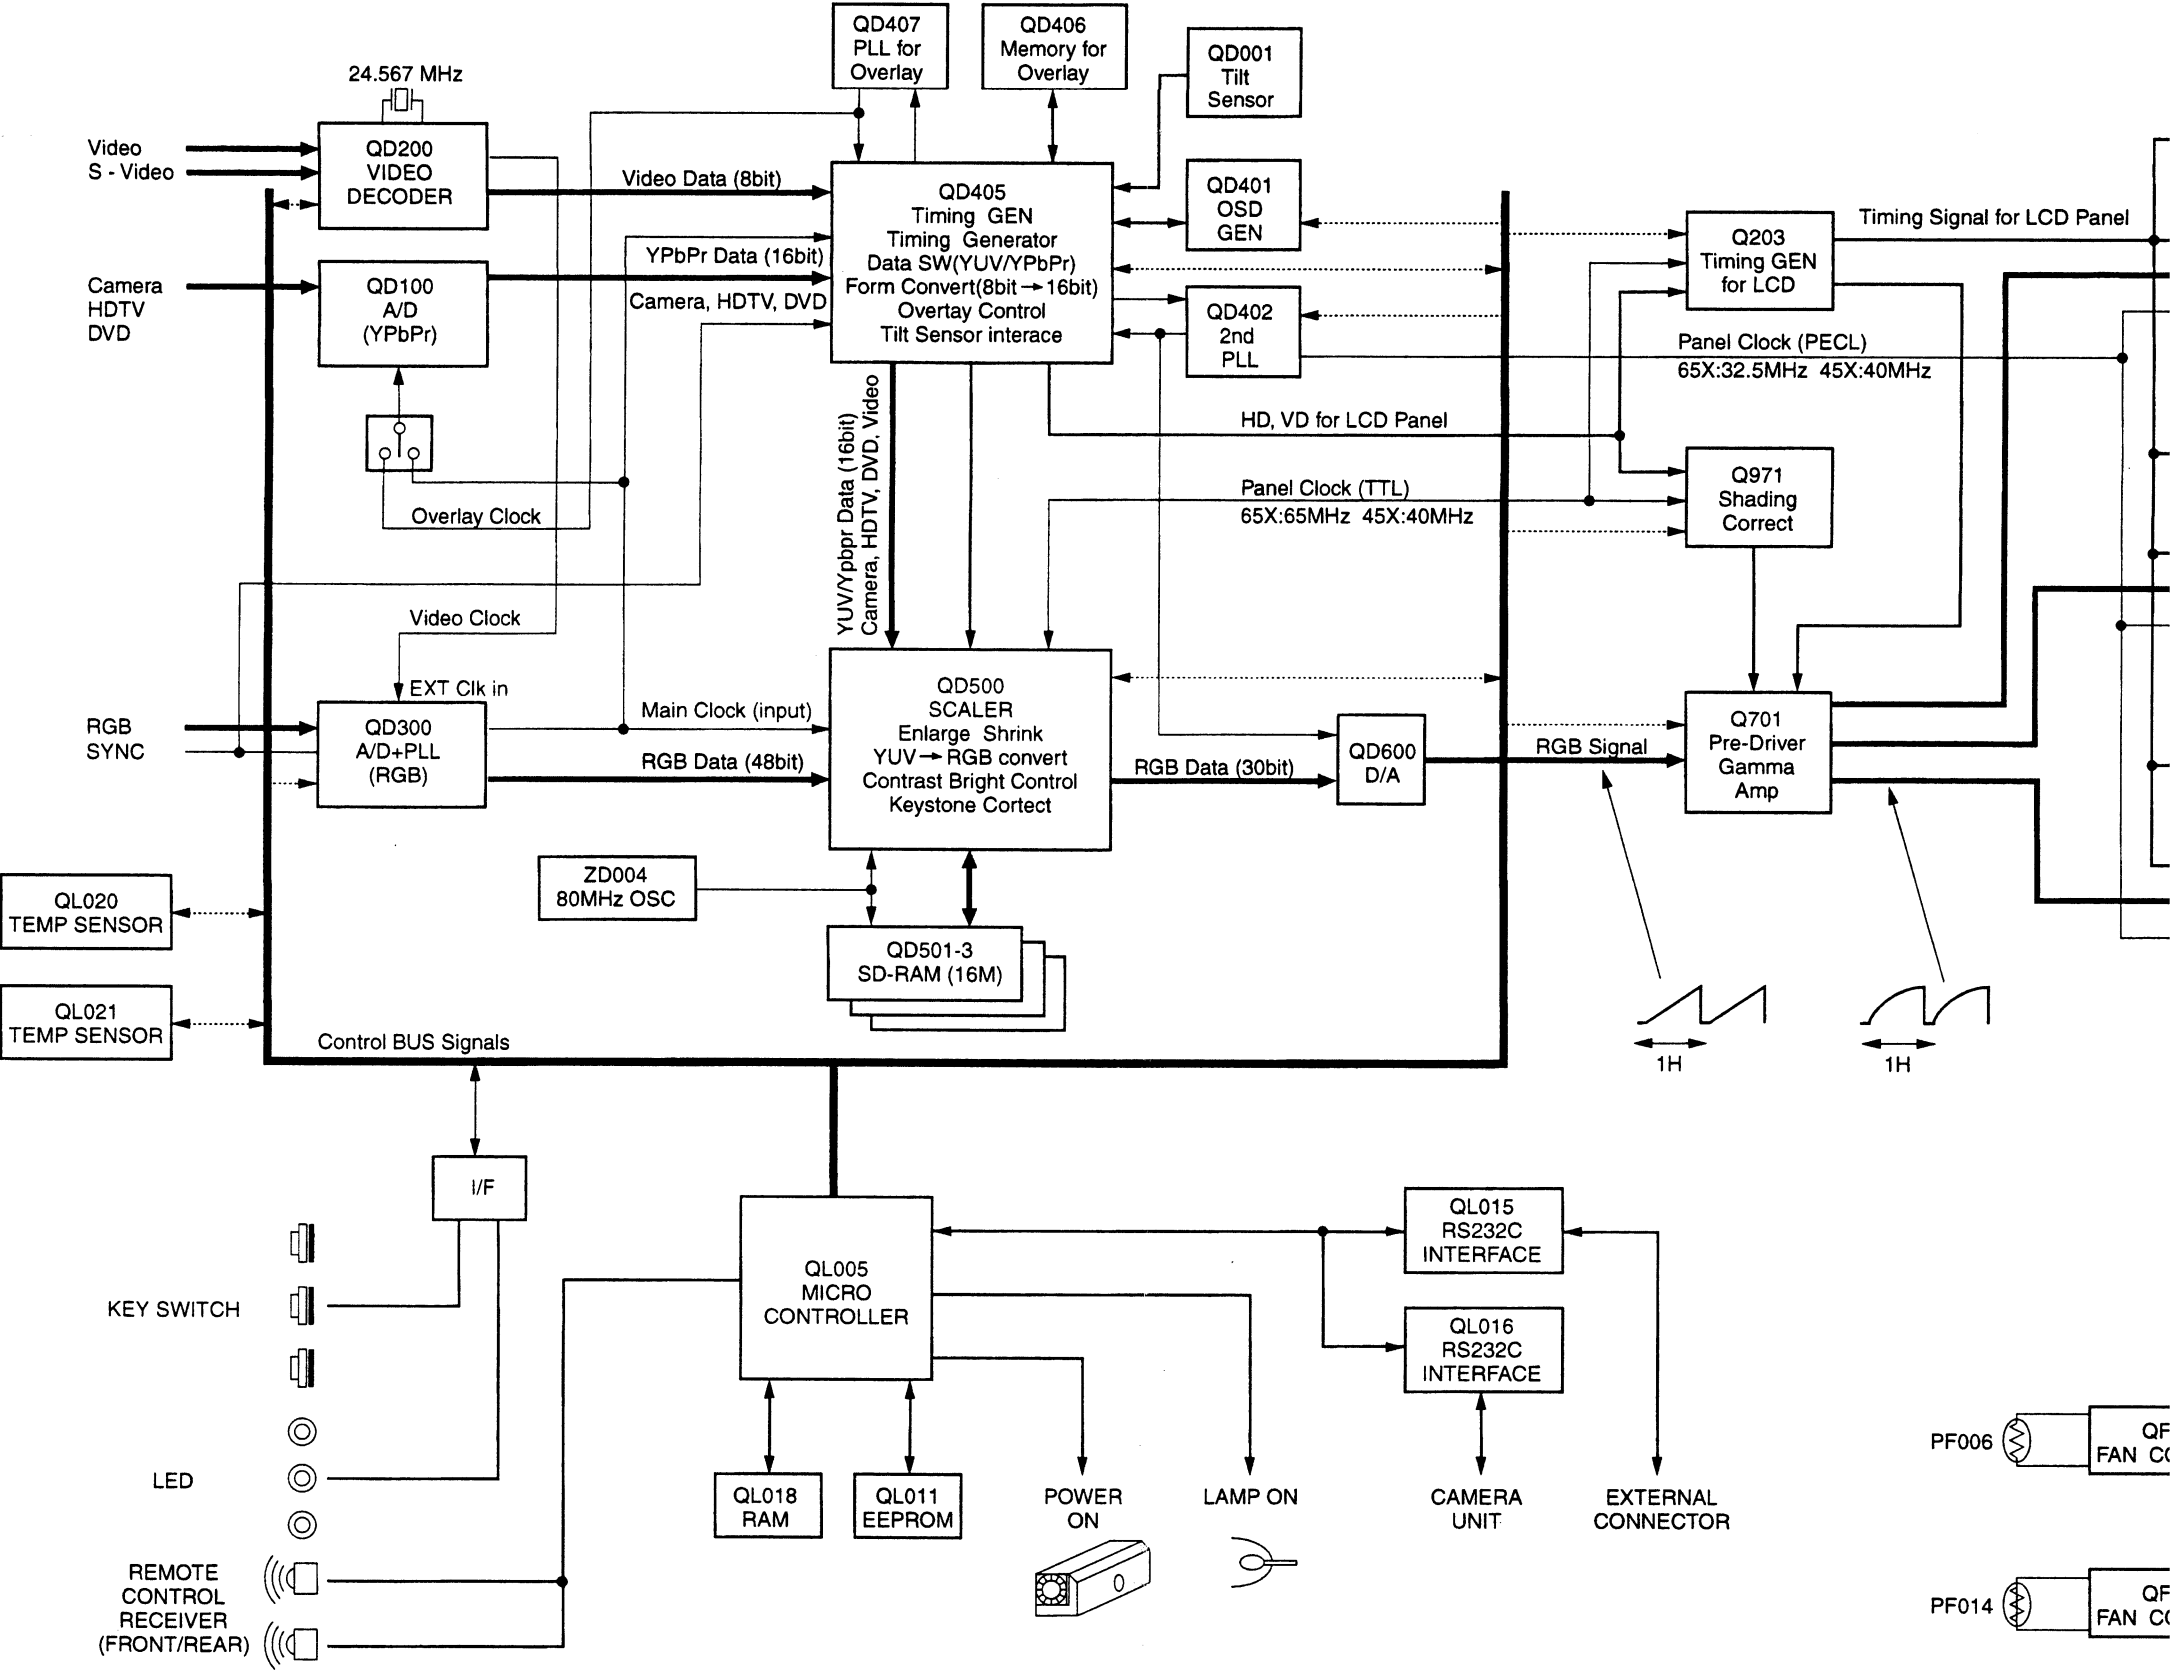 QD407
PLL for
Overlay
QD406
Memory for
Overlay
QD001
Tilt
Sensor
24.567 MHz
Video
S - Video
QD200
VIDEO
DECODER
Video Data (8bit)
QD405
Timing GEN
Timing Generator
Data SW(YUV/YPbPr)
Form Convert(8bit→16bit)
Overtay Control
Tilt Sensor interace
QD401
OSD
GEN
Q203
Timing GEN
for LCD
Timing Signal for LCD Panel
Camera
HDTV
DVD
QD100
A/D
(YPbPr)
YPbPr Data (16bit)
Camera, HDTV, DVD
QD402
2nd
PLL
Panel Clock (PECL)
65X:32.5MHz 45X:40MHz
YUV/Ypbpr Data (16bit)
Camera, HDTV, DVD, Video
HD, VD for LCD Panel
Panel Clock (TTL)
65X:65MHz 45X:40MHz
Q971
Shading
Correct
Overlay Clock
Video Clock
EXT Clk in
RGB
SYNC
QD300
A/D+PLL
(RGB)
Main Clock (input)
RGB Data (48bit)
QD500
SCALER
Enlarge Shrink
YUV→RGB convert
Contrast Bright Control
Keystone Cortect
RGB Data (30bit)
QD600
D/A
RGB Signal
Q701
Pre-Driver
Gamma
Amp
ZD004
80MHz OSC
QD501-3
SD-RAM (16M)
QL020
TEMP SENSOR
QL021
TEMP SENSOR
1H
1H
Control BUS Signals
I/F
KEY SWITCH
LED
REMOTE
CONTROL
RECEIVER
(FRONT/REAR)
QL005
MICRO
CONTROLLER
QL015
RS232C
INTERFACE
QL016
RS232C
INTERFACE
QL018
RAM
QL011
EEPROM
POWER
ON
LAMP ON
CAMERA
UNIT
EXTERNAL
CONNECTOR
PF006
QF
FAN CO
PF014
QF
FAN CO